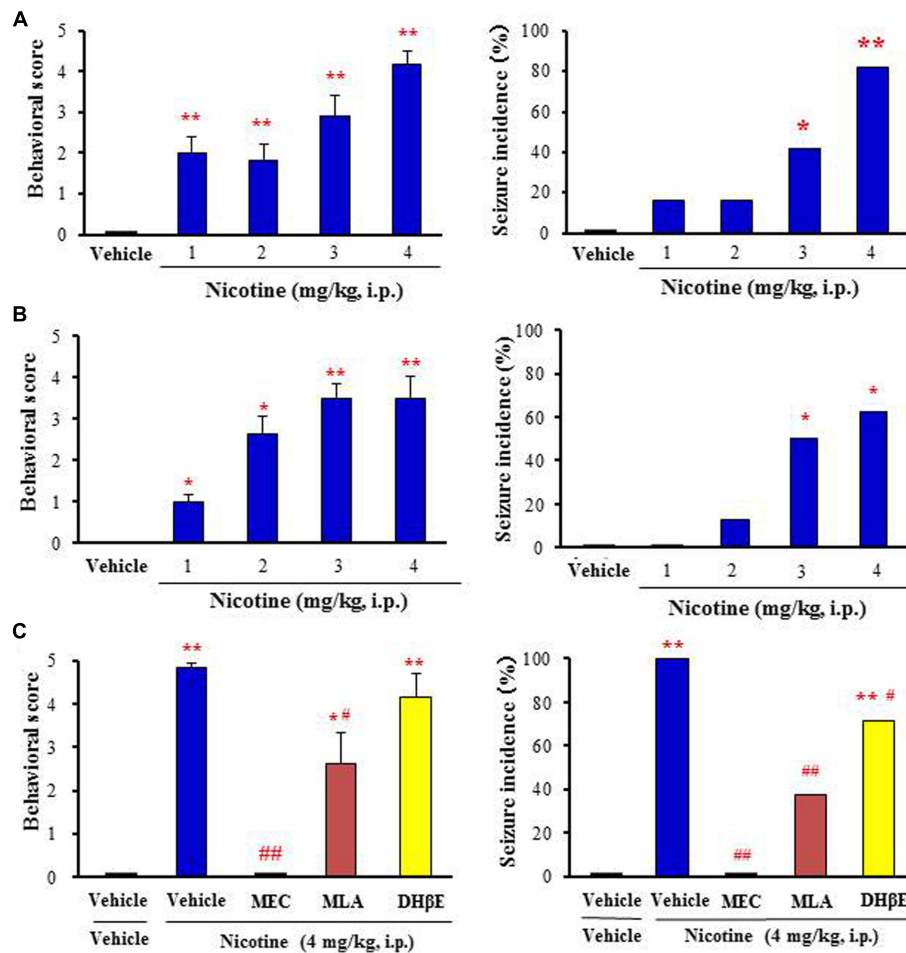 A
Behavioral score
5
4
3
2
1
0
** ** ** **
Vehicle 1 2 3 4
Nicotine (mg/kg, i.p.)
Seizure incidence (%)
100
80
60
40
20
0
* **
Vehicle 1 2 3 4
Nicotine (mg/kg, i.p.)
B
Behavioral score
5
4
3
2
1
0
* * ** **
Vehicle 1 2 3 4
Nicotine (mg/kg, i.p.)
Seizure incidence (%)
100
80
60
40
20
0
* *
Vehicle 1 2 3 4
Nicotine (mg/kg, i.p.)
C
Behavioral score
5
4
3
2
1
0
** ## *# **
Vehicle Vehicle MEC MLA DHβE
Vehicle Nicotine (4 mg/kg, i.p.)
Seizure incidence (%)
100
80
60
40
20
0
** ## ## ** #
Vehicle Vehicle MEC MLA DHβE
Vehicle Nicotine (4 mg/kg, i.p.)